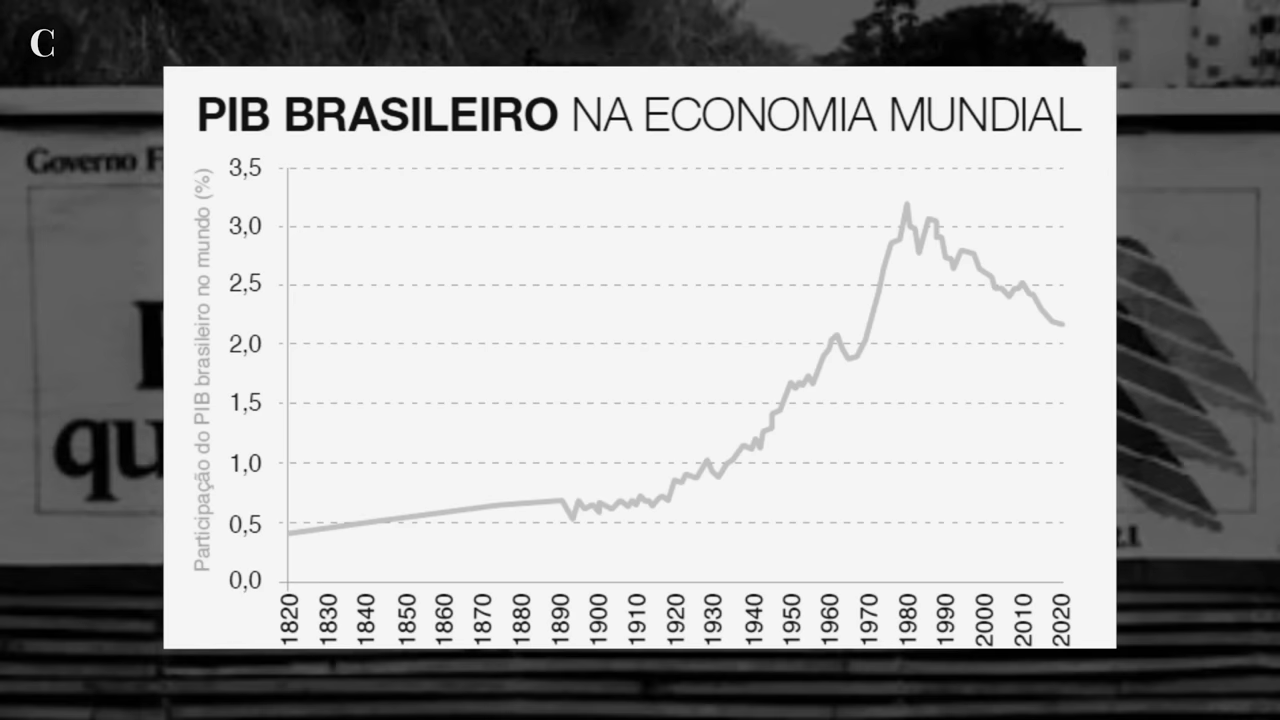 C
PIB BRASILEIRO NA ECONOMIA MUNDIAL
Governo F
qu
Participação do PIB brasileiro no mundo (%)
3,5
3,0
2,5
2,0
1,5
1,0
0,5
0,0
1820 1830 1840 1850 1860 1870 1880 1890 1900 1910 1920 1930 1940 1950 1960 1970 1980 1990 2000 2010 2020